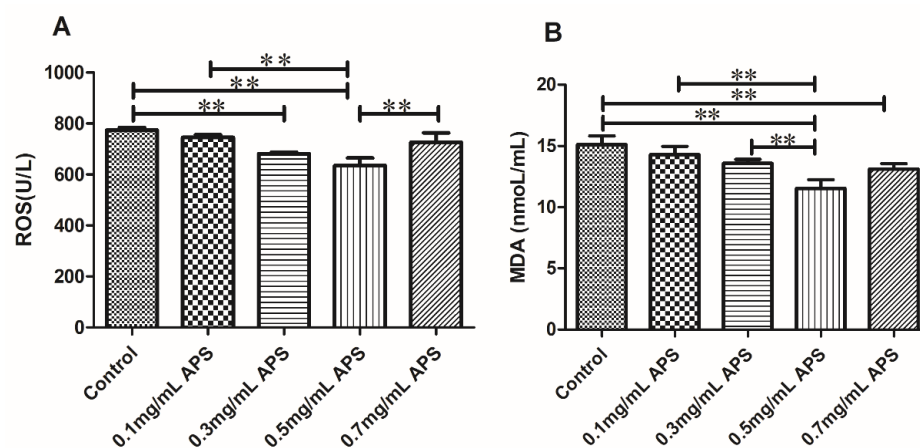 A
ROS(U/L)
1000
800
600
400
200
0
**
**
**
**
Control
0.1mg/mL APS
0.3mg/mL APS
0.5mg/mL APS
0.7mg/mL APS
B
MDA (nmoL/mL)
20
15
10
5
0
**
**
**
**
Control
0.1mg/mL APS
0.3mg/mL APS
0.5mg/mL APS
0.7mg/mL APS